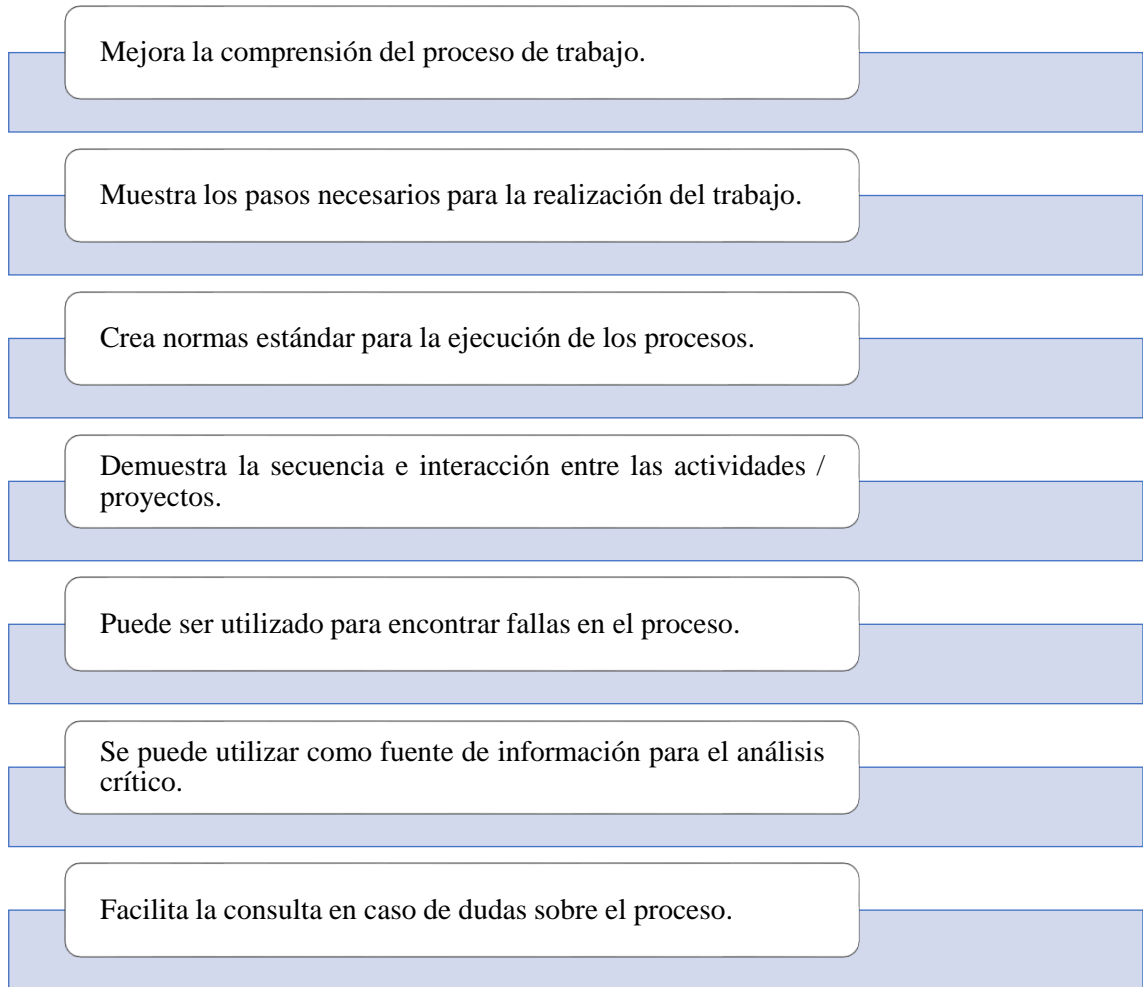 Mejora la comprensión del proceso de trabajo.
Muestra los pasos necesarios para la realización del trabajo.
Crea normas estándar para la ejecución de los procesos.
Demuestra la secuencia e interacción entre las actividades /
proyectos.
Puede ser utilizado para encontrar fallas en el proceso.
Se puede utilizar como fuente de información para el análisis
crítico.
Facilita la consulta en caso de dudas sobre el proceso.